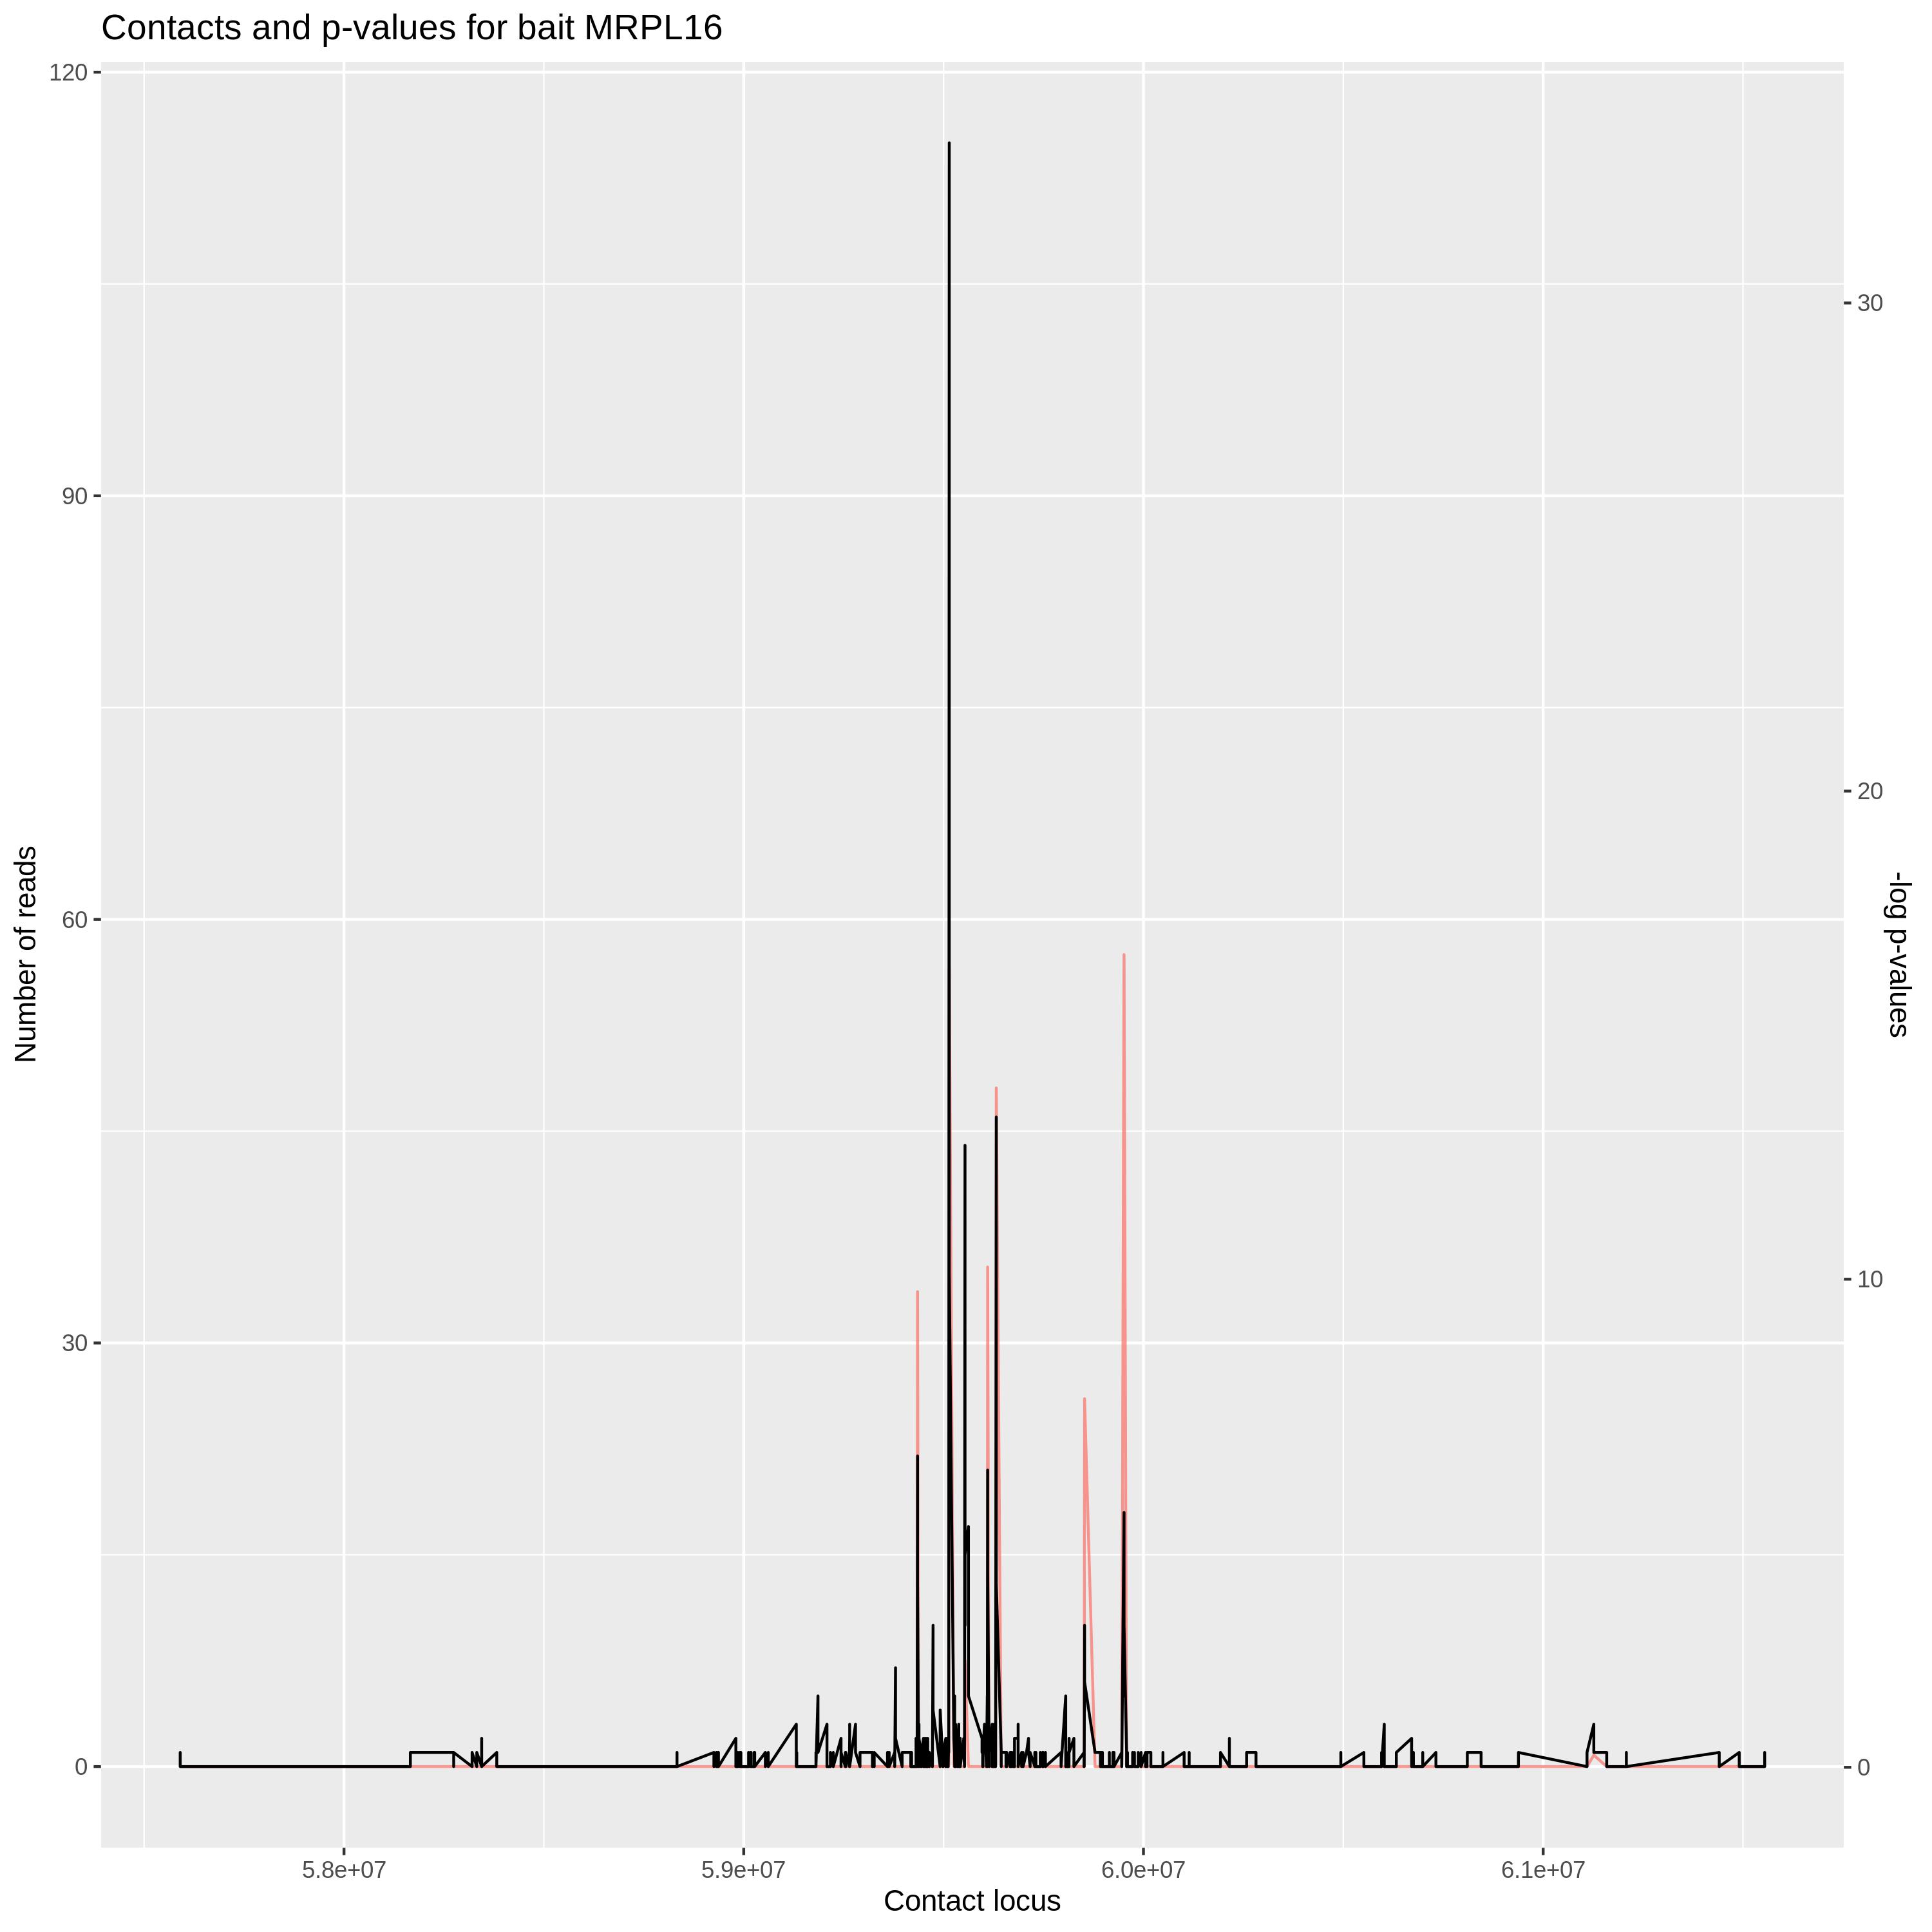 Contacts and p-values for bait MRPL16
120
90
60
30
0
Number of reads
30
20
10
0
-log p-values
5.8e+07
5.9e+07
6.0e+07
6.1e+07
Contact locus